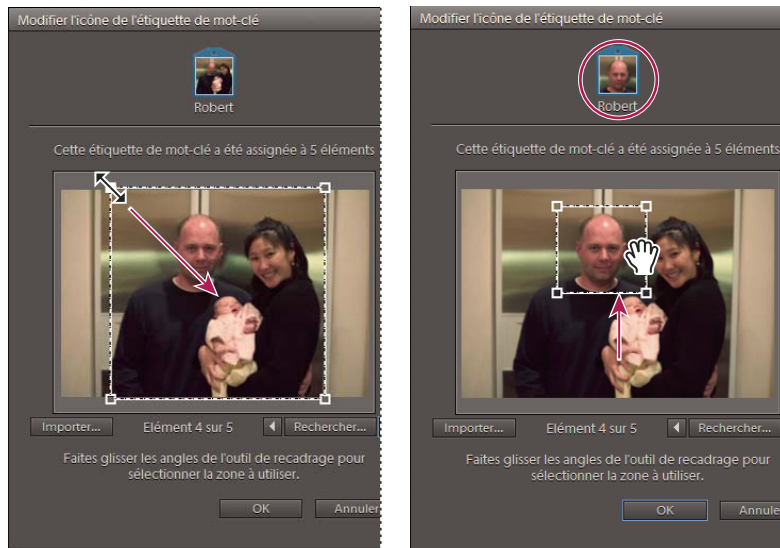 Modifier l'icône de l'étiquette de mot-clé
Robert
Cette étiquette de mot-clé a été assignée à 5 éléments
Importer...
Elément 4 sur 5
Rechercher...
Faites glisser les angles de l'outil de recadrage pour
sélectionner la zone à utiliser.
OK
Annuler
Modifier l'icône de l'étiquette de mot-clé
Robert
Cette étiquette de mot-clé a été assignée à 5 éléments
Importer...
Elément 4 sur 5
Rechercher...
Faites glisser les angles de l'outil de recadrage pour
sélectionner la zone à utiliser.
OK
Annule